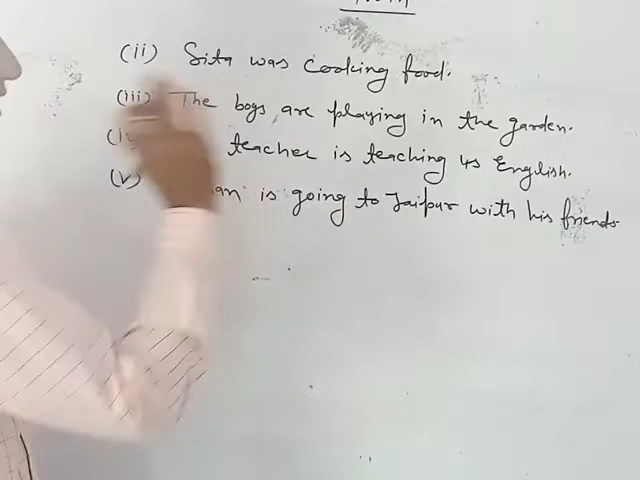 (ii) Sita was cooking food.
(iii) The boys are playing in the garden.
teacher is teaching us English.
(v) is going to Jaipur with his friends.